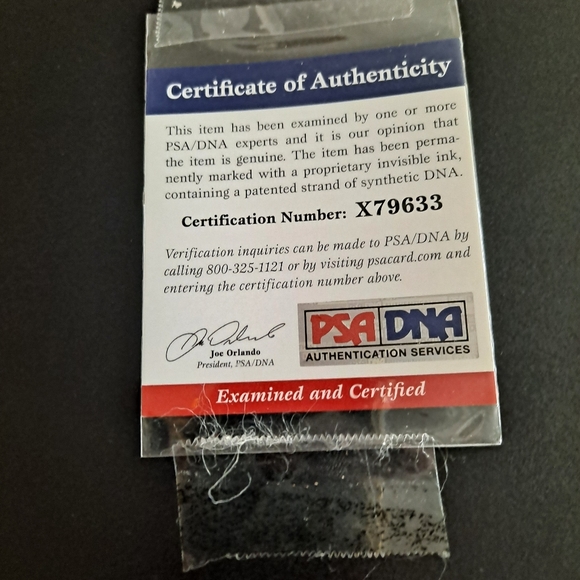 Certificate of Authenticity
This item has been examined by one or more
PSA/DNA experts and it is our opinion that
the item is genuine. The item has been perma-
nently marked with a proprietary invisible ink,
containing a patented strand of synthetic DNA.
Certification Number: X79633
Verification inquiries can be made to PSA/DNA by
calling 800-325-1121 or by visiting psacard.com and
entering the certification number above.
Joe Orlando
President, PSA/DNA
PSA DNA
AUTHENTICATION SERVICES
Examined and Certified